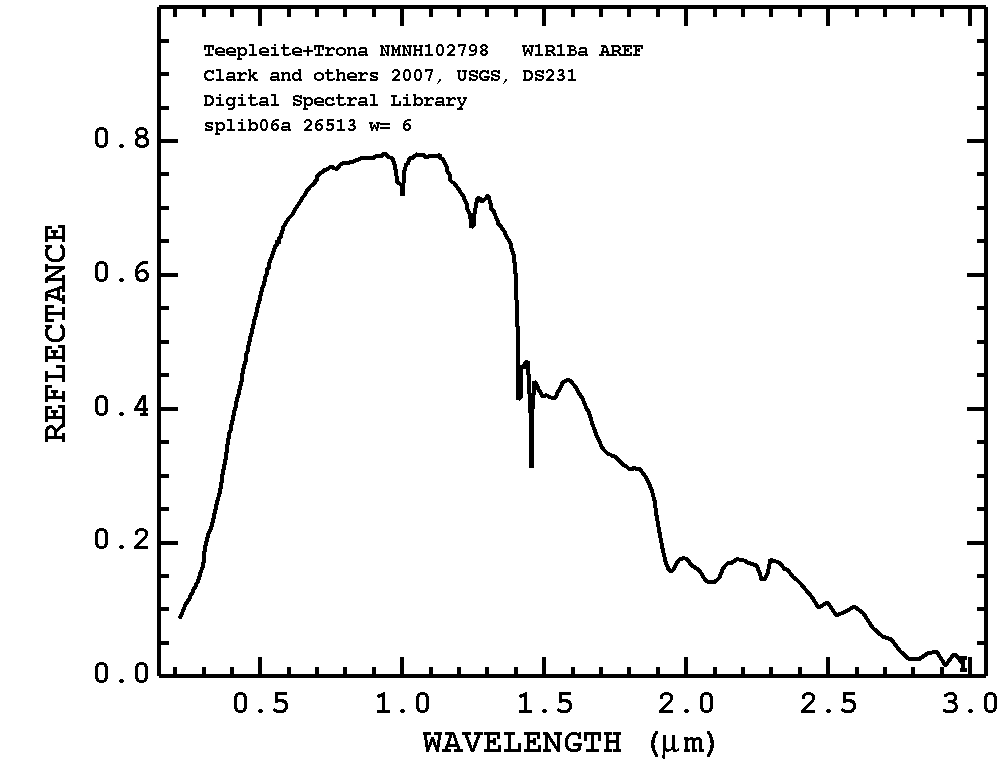 Teepleite+Trona NMNH102798   W1R1Ba AREF
Clark and others 2007, USGS, DS231
Digital Spectral Library
splib06a 26513 w= 6
0.8
0.6
0.4
0.2
0.0
REFLECTANCE
0.5 1.0 1.5 2.0 2.5 3.0
WAVELENGTH (μm)